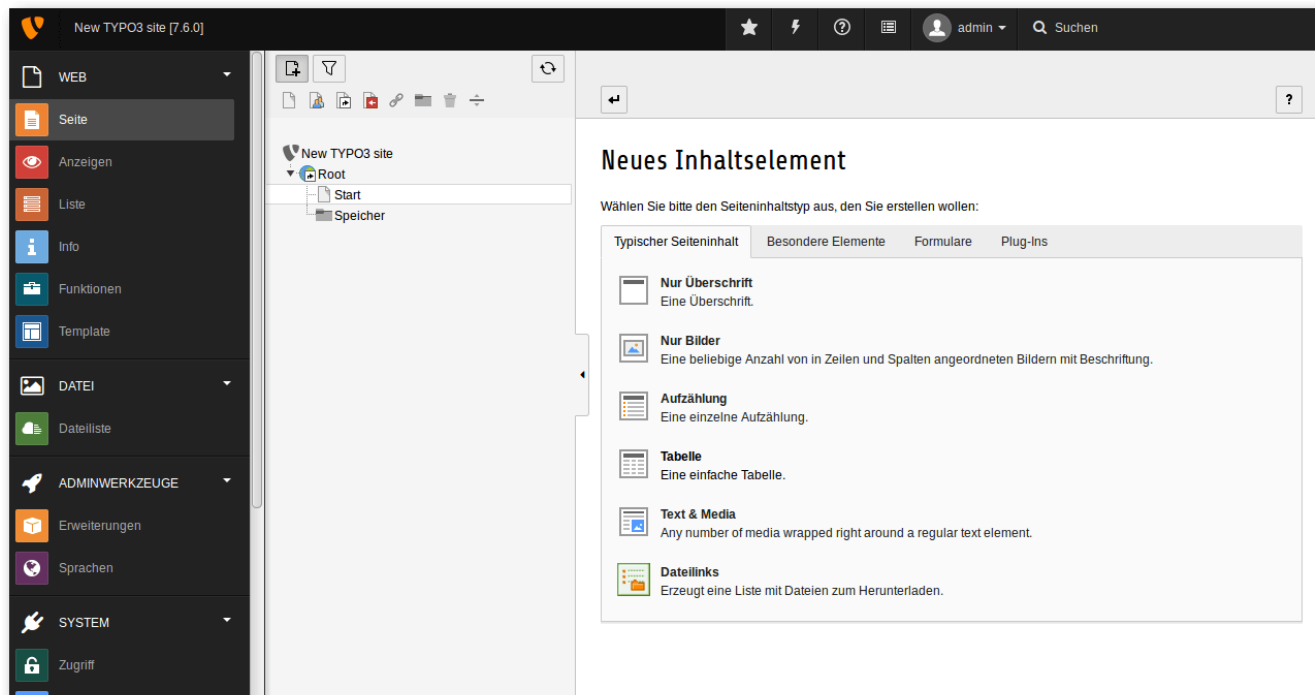 New TYPO3 site [7.6.0]
admin
Suchen
WEB
Seite
Anzeigen
Liste
Info
Funktionen
Template
DATEI
Dateiliste
ADMINWERKZEUGE
Erweiterungen
Sprachen
SYSTEM
Zugriff
New TYPO3 site
Root
Start
Speicher
?
Neues Inhaltselement
Wählen Sie bitte den Seiteninhaltstyp aus, den Sie erstellen wollen:
Typischer Seiteninhalt Besondere Elemente Formulare Plug-Ins
Nur Überschrift
Eine Überschrift.
Nur Bilder
Eine beliebige Anzahl von in Zeilen und Spalten angeordneten Bildern mit Beschriftung.
Aufzählung
Eine einzelne Aufzählung.
Tabelle
Eine einfache Tabelle.
Text & Media
Any number of media wrapped right around a regular text element.
Dateilinks
Erzeugt eine Liste mit Dateien zum Herunterladen.